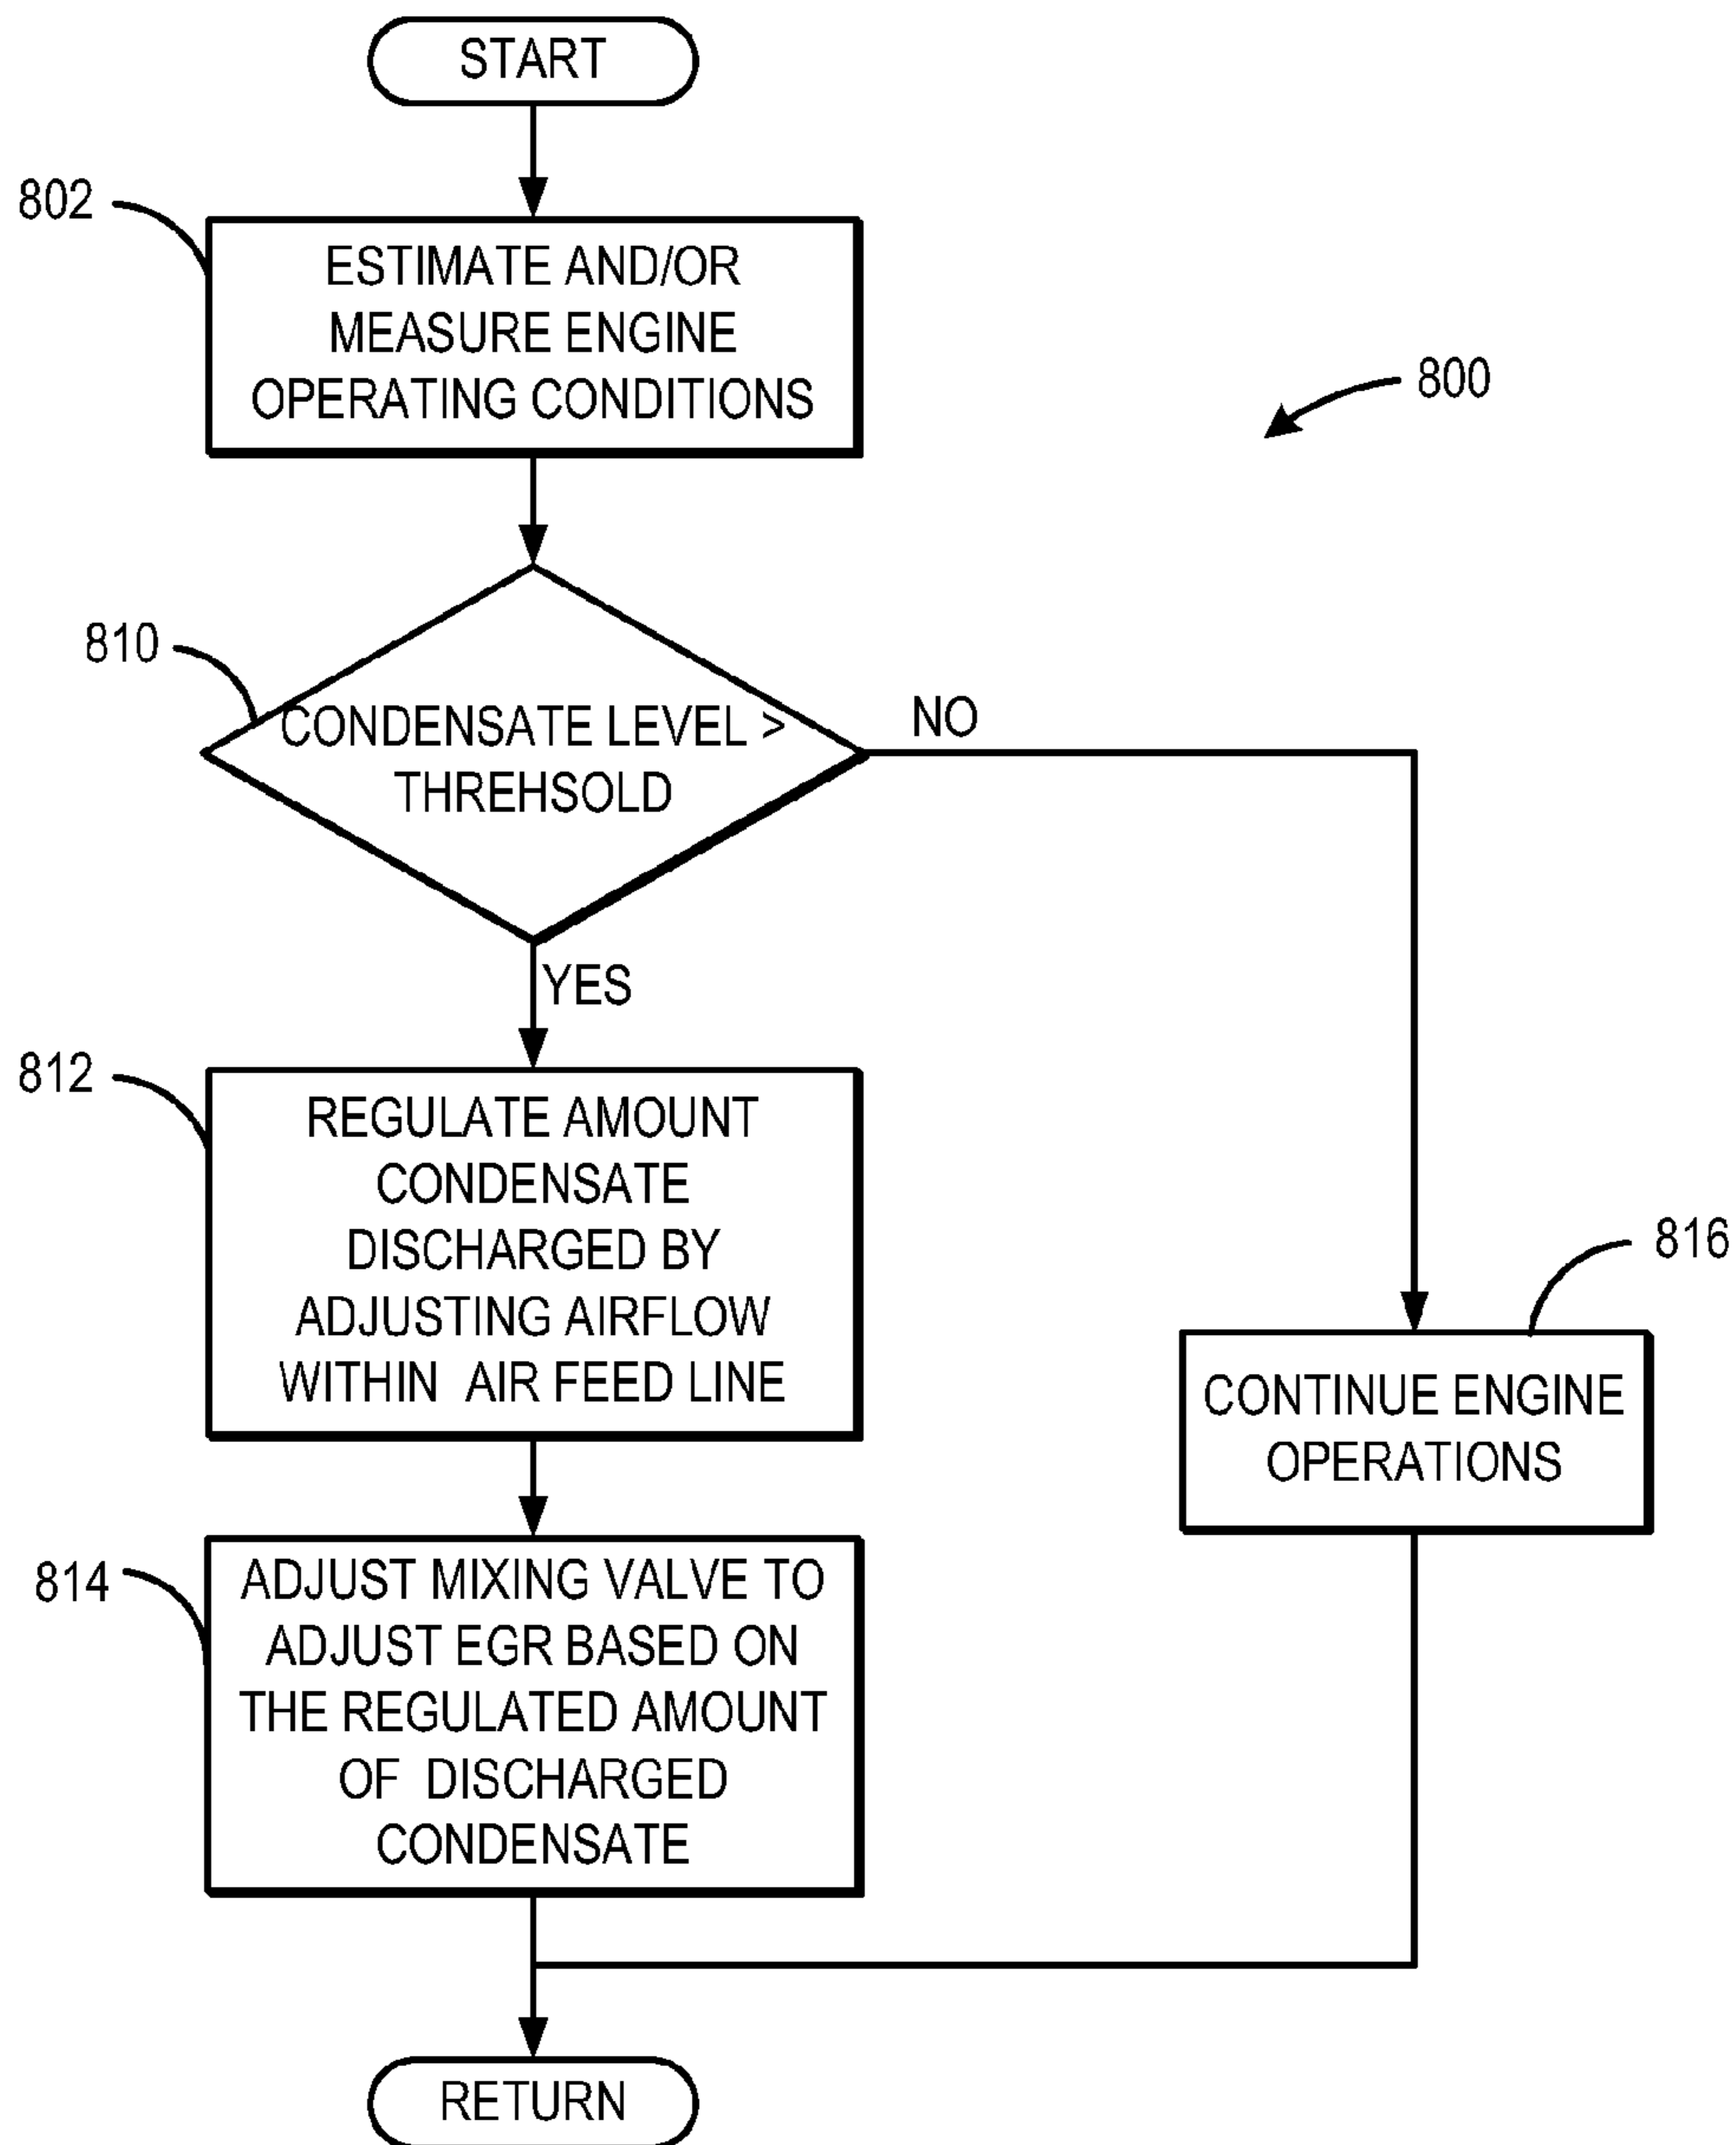 START
802
ESTIMATE AND/OR
MEASURE ENGINE
OPERATING CONDITIONS
800
810
CONDENSATE LEVEL >
THREHSOLD
NO
YES
812
REGULATE AMOUNT
CONDENSATE
DISCHARGED BY
ADJUSTING AIRFLOW
WITHIN AIR FEED LINE
816
CONTINUE ENGINE
OPERATIONS
814
ADJUST MIXING VALVE TO
ADJUST EGR BASED ON
THE REGULATED AMOUNT
OF DISCHARGED
CONDENSATE
RETURN